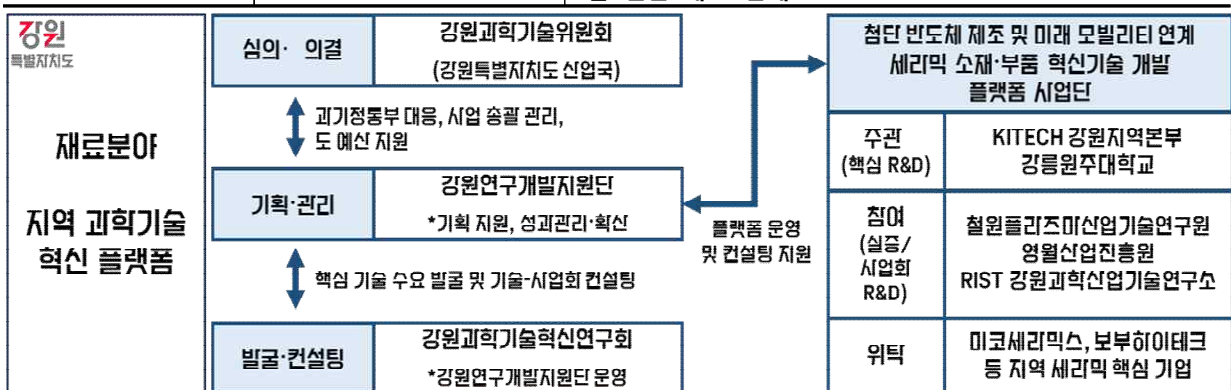 강원
특별자치도
재료분야
지역 과학기술
혁신 플랫폼
심의· 의결
강원과학기술위원회
(강원특별자치도 산업국)
과기정통부 대응, 사업 총괄 관리,
도 예산 지원
기획·관리
강원연구개발지원단
*기획 지원, 성과관리·확산
핵심 기술 수요 발굴 및 기술-사업화 컨설팅
발굴·컨설팅
강원과학기술혁신연구회
*강원연구개발지원단 운영
플랫폼 운영
및 컨설팅 지원
첨단 반도체 제조 및 미래 모빌리티 연계
세라믹 소재·부품 혁신기술 개발
플랫폼 사업단
주관
(핵심 R&D)
KITECH 강원지역본부
강릉원주대학교
참여
(실증/
사업화
R&D)
철원플라즈마산업기술연구원
영월산업진흥원
RIST 강원과학산업기술연구소
위탁
미코세라믹스, 보부하이테크
등 지역 세라믹 핵심 기업